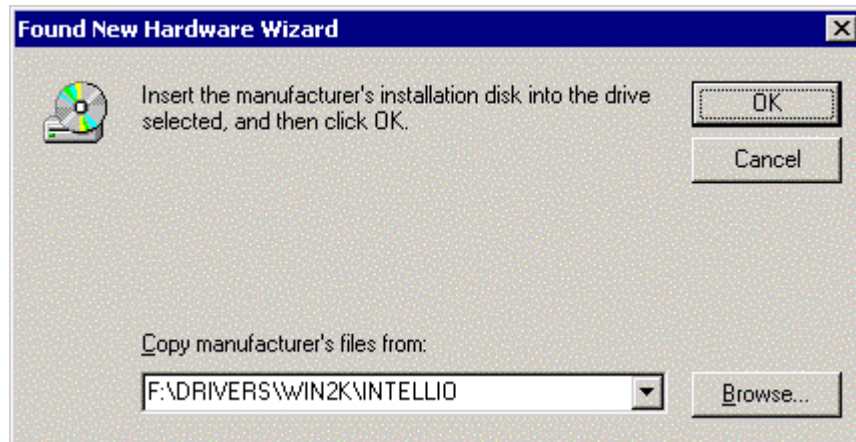 Found New Hardware Wizard
Insert the manufacturer's installation disk into the drive
selected, and then click OK.
OK
Cancel
Copy manufacturer's files from:
F:\DRIVERS\WIN2K\INTELLIO
Browse...